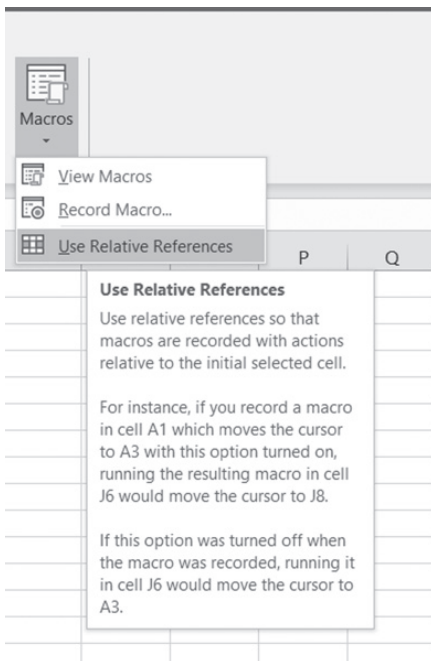 Macros
View Macros
Record Macro...
Use Relative References
P Q
Use Relative References
Use relative references so that
macros are recorded with actions
relative to the initial selected cell.
For instance, if you record a macro
in cell A1 which moves the cursor
to A3 with this option turned on,
running the resulting macro in cell
J6 would move the cursor to J8.
If this option was turned off when
the macro was recorded, running it
in cell J6 would move the cursor to
A3.